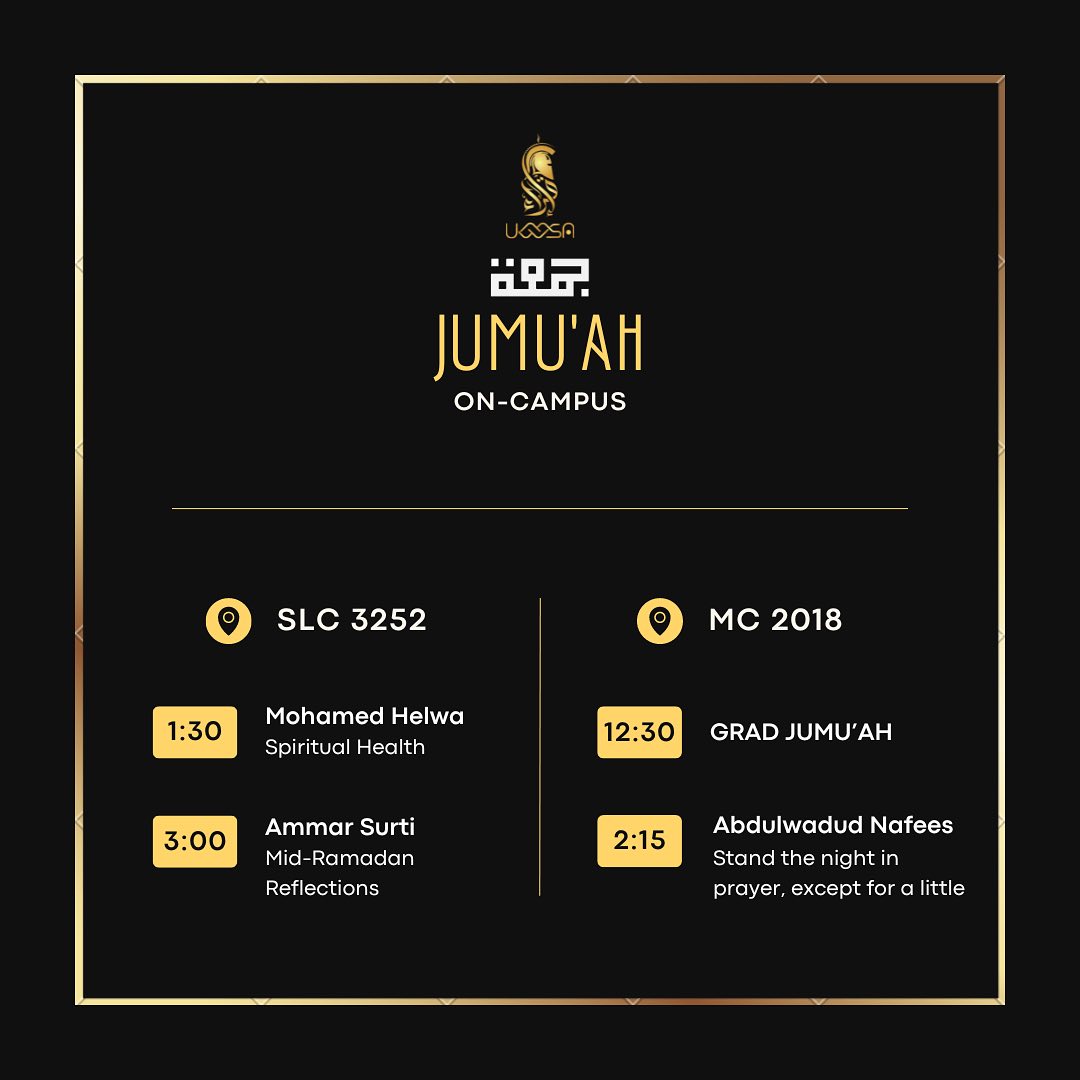 جمعة
JUMU'AH
ON-CAMPUS
SLC 3252
1:30
Mohamed Helwa
Spiritual Health
3:00
Ammar Surti
Mid-Ramadan
Reflections
MC 2018
12:30
GRAD JUMU’AH
2:15
Abdulwadud Nafees
Stand the night in
prayer, except for a little